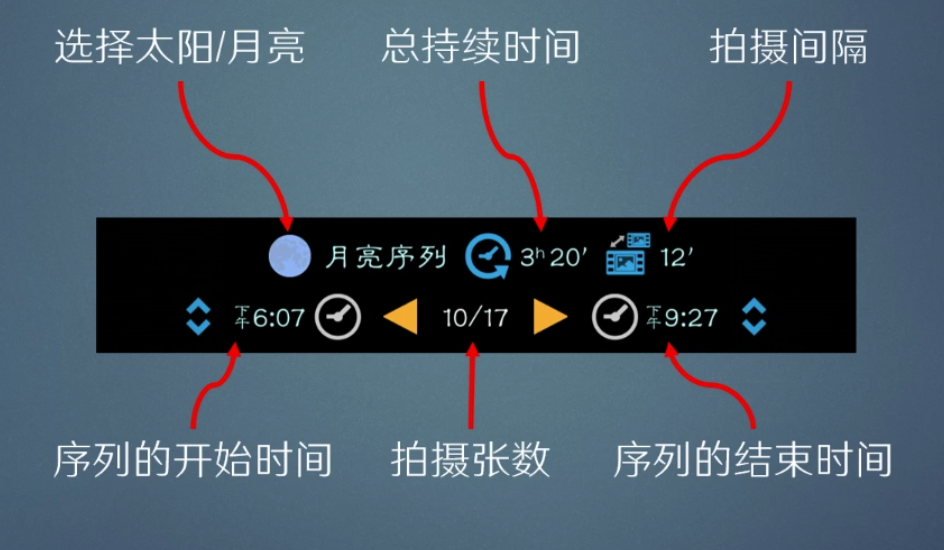 选择太阳/月亮 总持续时间 拍摄间隔
月亮序列 3h 20′ 12′
下午6:07 10/17 下午9:27
序列的开始时间 拍摄张数 序列的结束时间